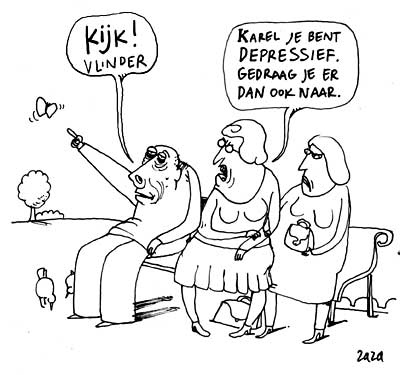 Kijk!
VLINDER
KAREL JE BENT
DEPRESSIEF.
GEDRAAG JE ER
DAN OOK NAAR.
zaza